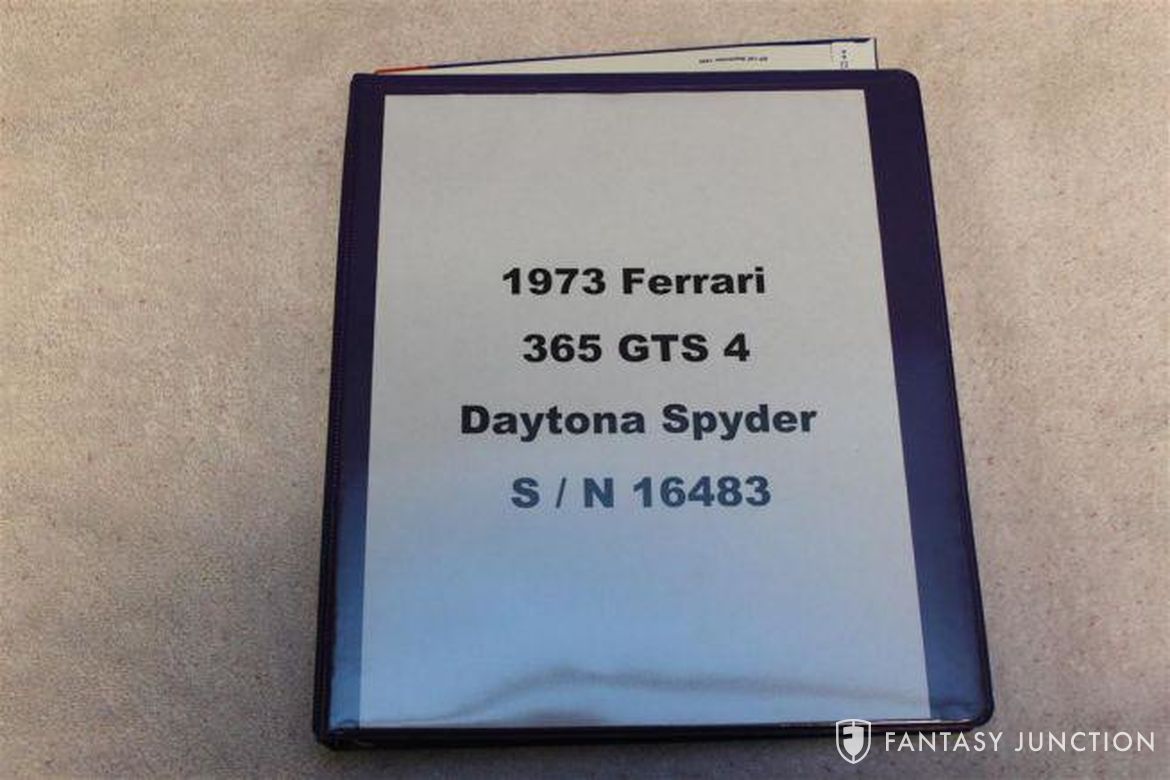 1973 Ferrari
365 GTS 4
Daytona Spyder
S / N 16483
FANTASY JUNCTION